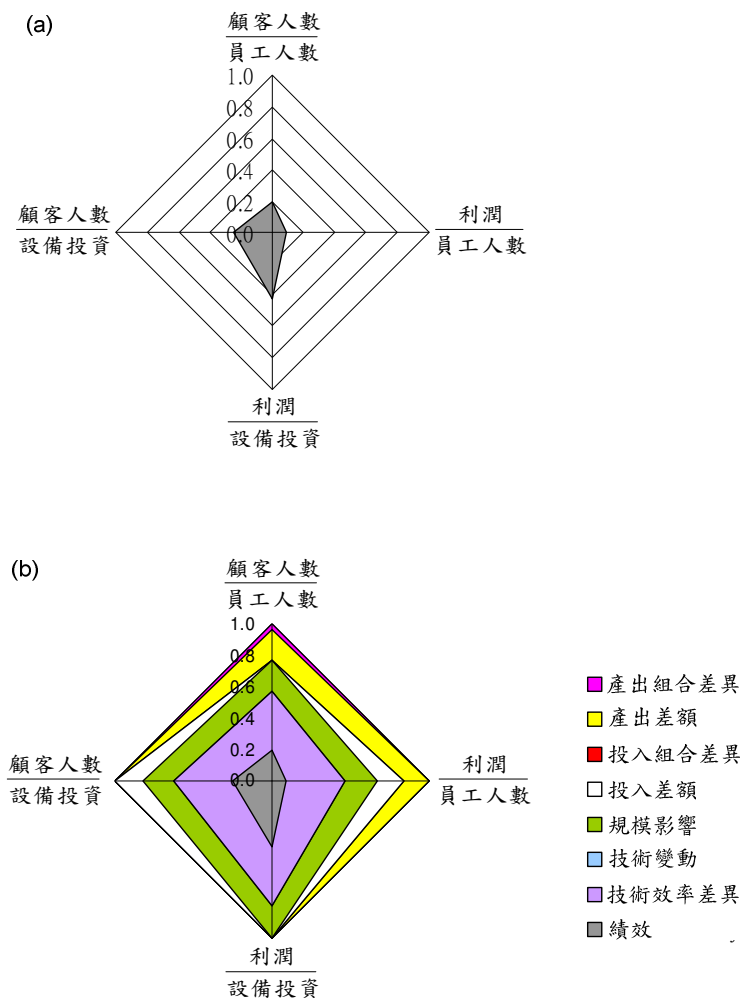 (a)
顧客人數
員工人數
1.0
0.8
0.6
0.4
0.2
0.0
顧客人數
設備投資
利潤
員工人數
利潤
設備投資
(b)
顧客人數
員工人數
1.0
0.8
0.6
0.4
0.2
0.0
顧客人數
設備投資
利潤
員工人數
利潤
設備投資
產出組合差異
產出差額
投入組合差異
投入差額
規模影響
技術變動
技術效率差異
績效